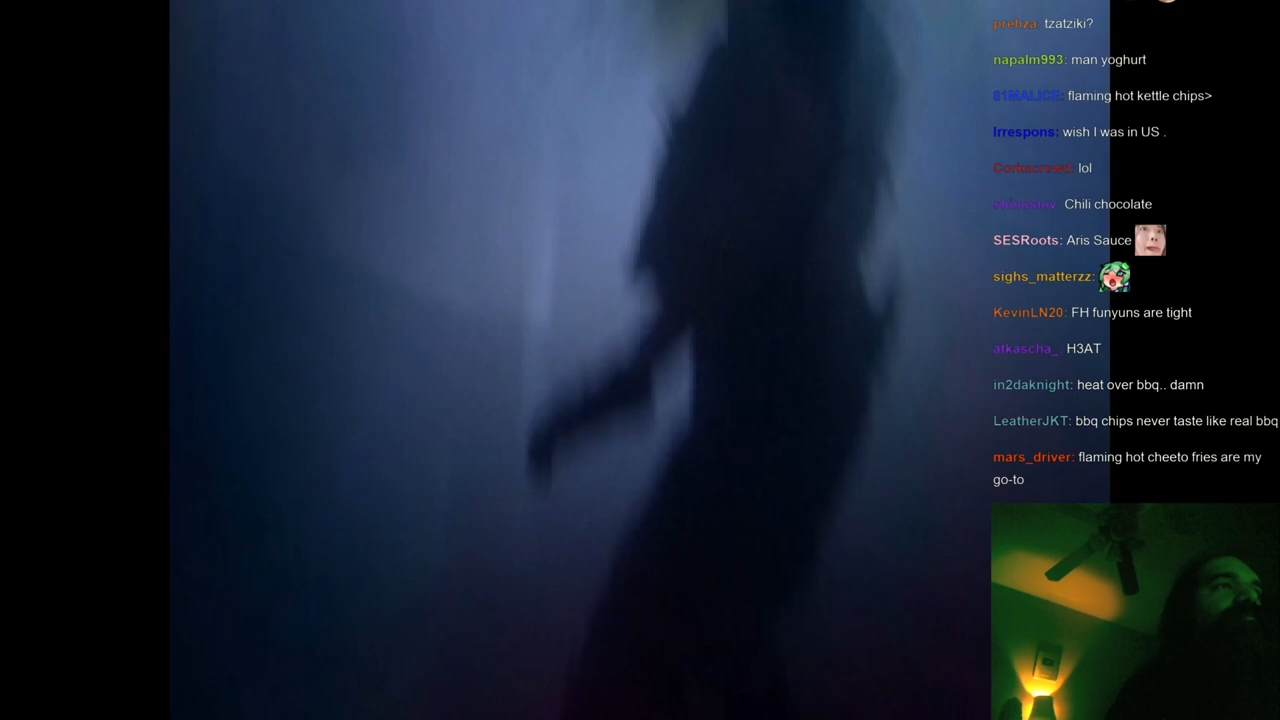 prehza: tzatziki?
napalm993: man yoghurt
81MALICE: flaming hot kettle chips>
Irrespons: wish I was in US .
lol
Chili chocolate
SESRoots: Aris Sauce
sighs_matterzz:
KevinLN20: FH funyuns are tight
atkascha_: H3AT
in2daknight: heat over bbq.. damn
LeatherJKT: bbq chips never taste like real bbq
mars_driver: flaming hot cheeto fries are my
go-to